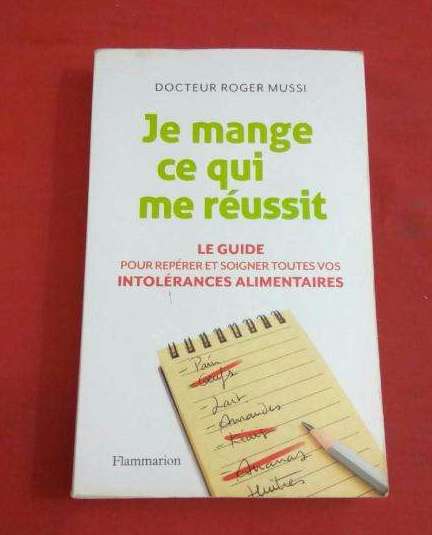 DOCTEUR ROGER MUSSI
Je mange
ce qui
me réussit
LE GUIDE
POUR REPÉRER ET SOIGNER TOUTES VOS
INTOLÉRANCES ALIMENTAIRES
- Pain
- Oeufs
- Lait
- Amandes
- Ananas
Huîtres
Flammarion